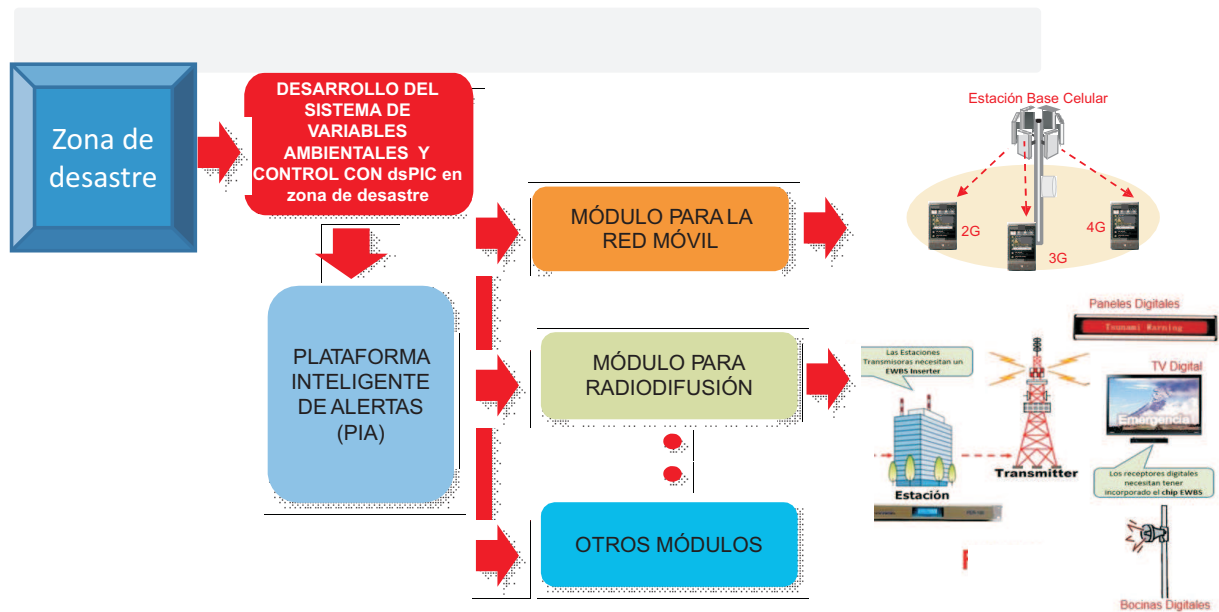 Zona de
desastre
DESARROLLO DEL
SISTEMA DE
VARIABLES
AMBIENTALES Y
CONTROL CON dsPIC en
zona de desastre
PLATAFORMA
INTELIGENTE
DE ALERTAS
(PIA)
MÓDULO PARA LA
RED MÓVIL
MÓDULO PARA
RADIODIFUSIÓN
OTROS MÓDULOS
Estación Base Celular
2G
3G
4G
Las Estaciones
Transmisoras necesitan un
EWBS Inserter
Estación
Transmitter
Paneles Digitales
Tsunami Warning
TV Digital
Emergencia
Los receptores digitales
necesitan tener
incorporado el chip EWBS
Bocinas Digitales